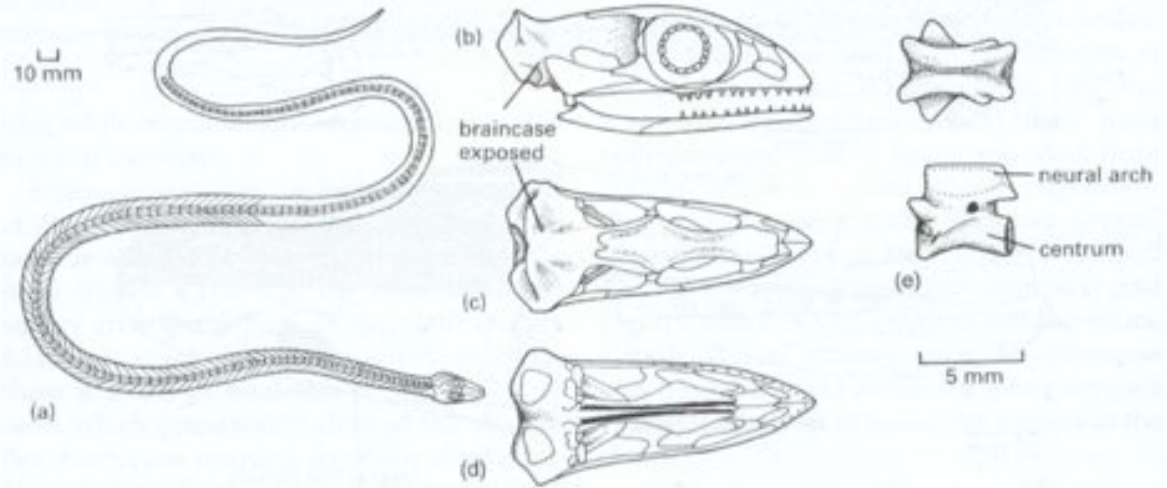 10 mm
(a)
(b)
braincase
exposed
(c)
(d)
neural arch
centrum
(e)
5 mm